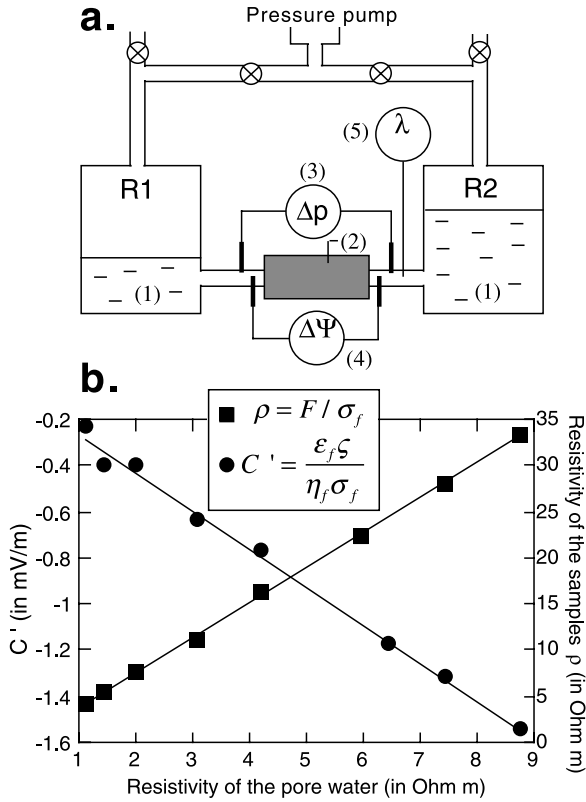 a.
Pressure pump
R1
R2
(5)
λ
(3)
Δp
(2)
(1)
(1)
ΔΨ
(4)
b.
ρ = F / σ_f
C ' = ε_f ζ / η_f σ_f
C ' (in mV/m)
-0.2
-0.4
-0.6
-0.8
-1
-1.2
-1.4
-1.6
Resistivity of the samples ρ (in Ohm m)
35
30
25
20
15
10
5
0
1 2 3 4 5 6 7 8 9
Resistivity of the pore water (in Ohm m)